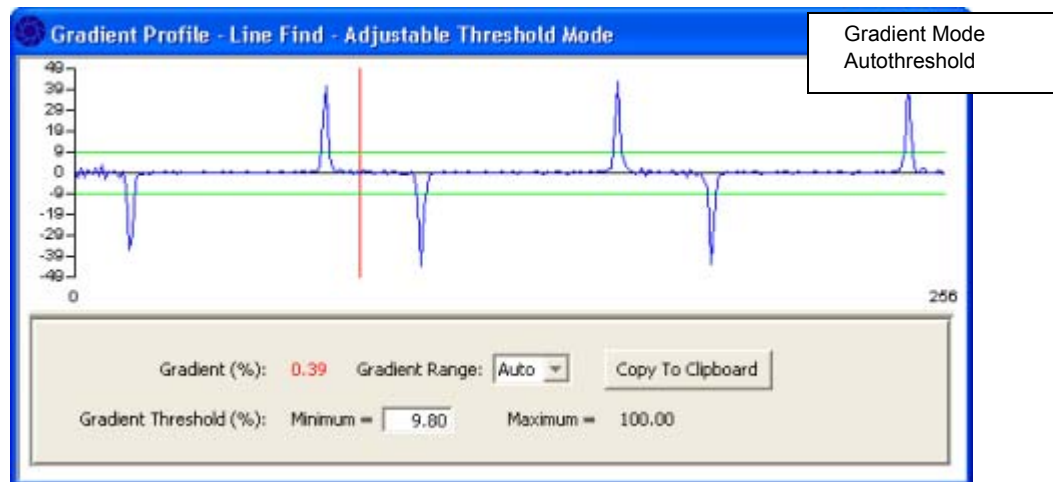 Gradient Profile - Line Find - Adjustable Threshold Mode
Gradient Mode
Autothreshold
49
39
29
19
9
0
-9
-19
-29
-39
-49
0
256
Gradient (%): 0.39 Gradient Range: Auto Copy To Clipboard
Gradient Threshold (%): Minimum = 9.80 Maximum = 100.00